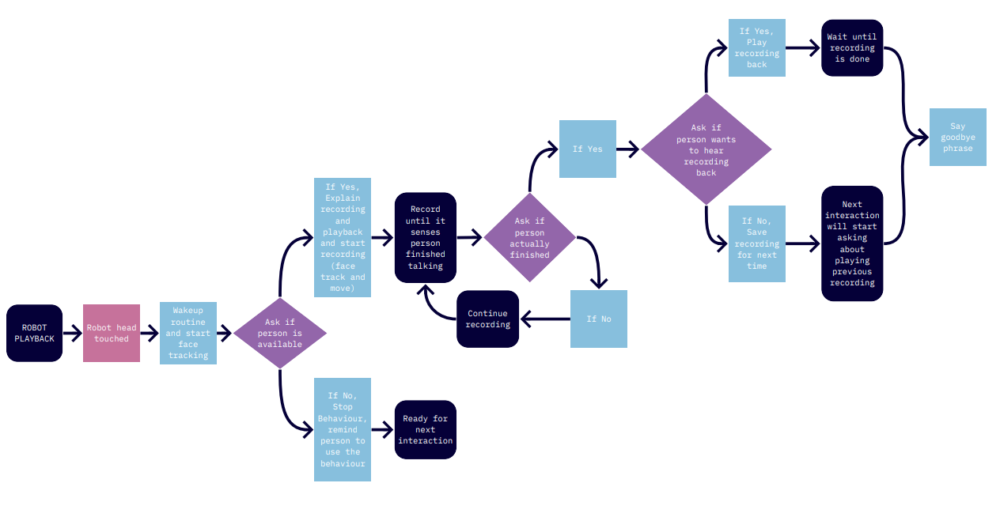 ROBOT
PLAYBACK
Robot head
touched
Wakeup
routine
and start
face
tracking
Ask if
person is
available
If Yes,
Explain
recording
and
playback
and start
recording
(face
track and
move)
Record
until it
senses
person
finished
talking
Ask if
person
actually
finished
If No
Continue
recording
If Yes
Ask if
person wants
to hear
recording
back
If Yes,
Play
recording
back
Wait until
recording
is done
If No,
Save
recording
for next
time
Next
interaction
will start
asking
about
playing
previous
recording
Say
goodbye
phrase
If No,
Stop
Behaviour,
remind
person to
use the
behaviour
Ready for
next
interaction